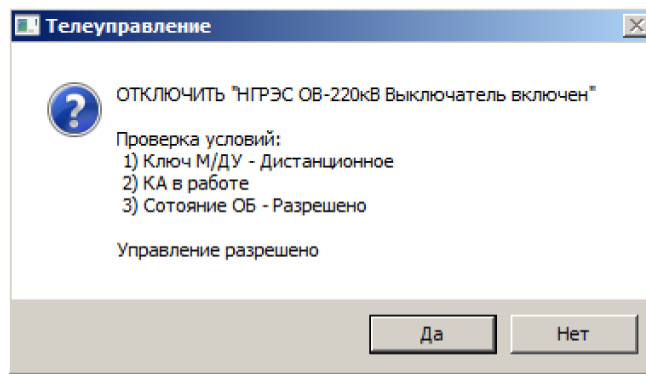 Телеуправление
ОТКЛЮЧИТЬ "НГРЭС ОВ-220кВ Выключатель включен"
Проверка условий:
1) Ключ М/ДУ - Дистанционное
2) КА в работе
3) Сотояние ОБ - Разрешено
Управление разрешено
Да
Нет